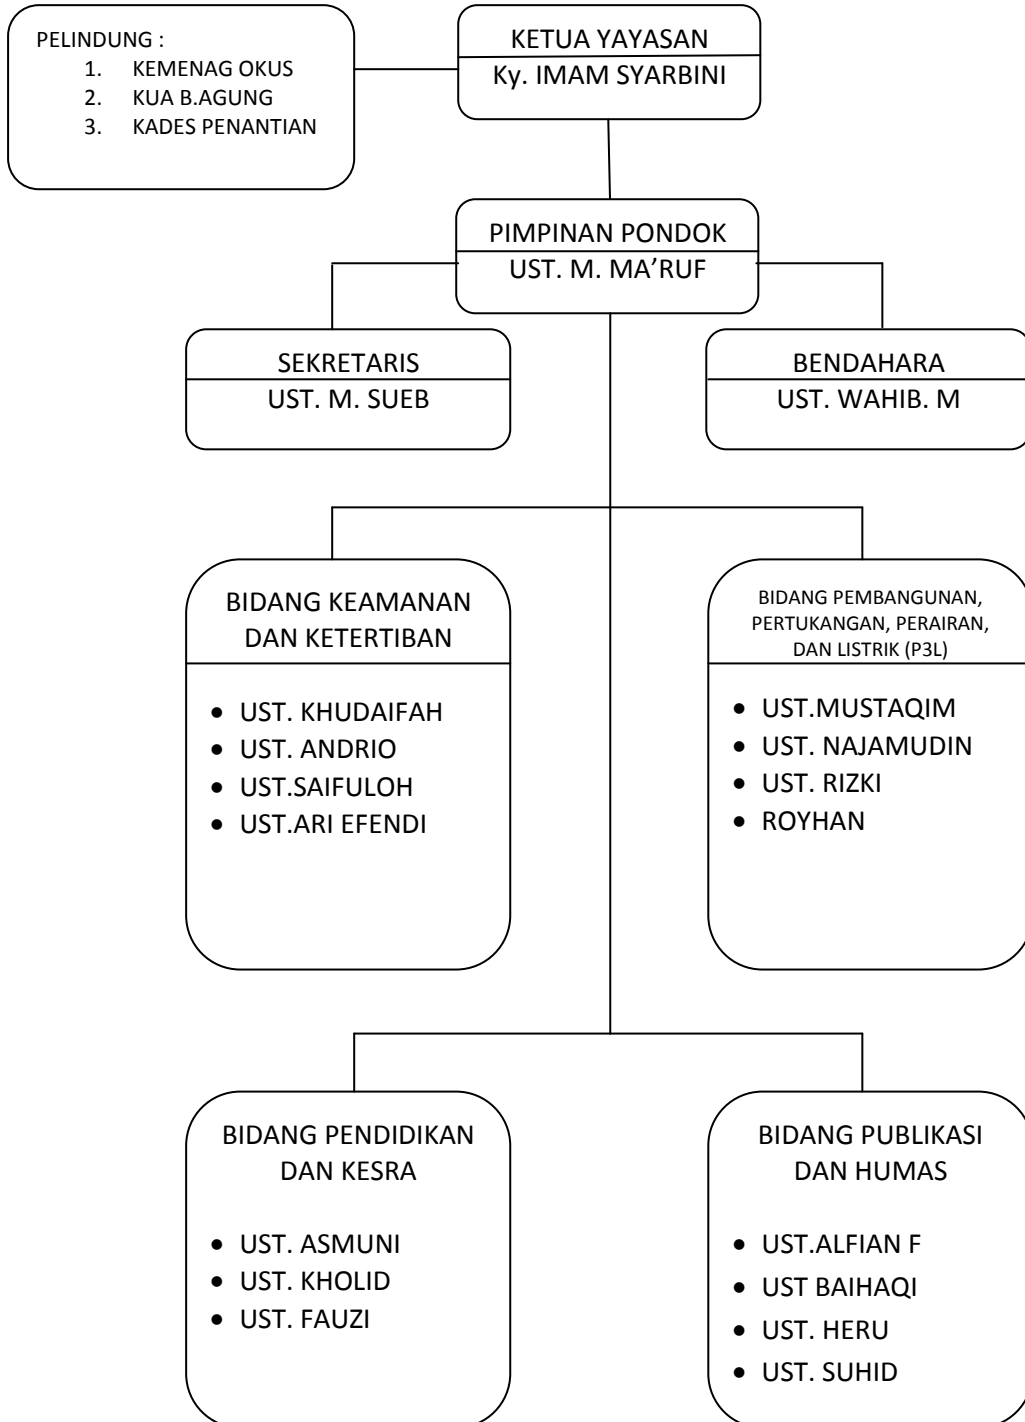 PELINDUNG :
1. KEMENAG OKUS
2. KUA B.AGUNG
3. KADES PENANTIAN
KETUA YAYASAN
Ky. IMAM SYARBINI
PIMPINAN PONDOK
UST. M. MA’RUF
SEKRETARIS
UST. M. SUEB
BENDAHARA
UST. WAHIB. M
BIDANG KEAMANAN
DAN KETERTIBAN
• UST. KHUDAIFAH
• UST. ANDRIO
• UST.SAIFULOH
• UST.ARI EFENDI
BIDANG PEMBANGUNAN,
PERTUKANGAN, PERAIRAN,
DAN LISTRIK (P3L)
• UST.MUSTAQIM
• UST. NAJAMUDIN
• UST. RIZKI
• ROYHAN
BIDANG PENDIDIKAN
DAN KESRA
• UST. ASMUNI
• UST. KHOLID
• UST. FAUZI
BIDANG PUBLIKASI
DAN HUMAS
• UST.ALFIAN F
• UST BAIHAQI
• UST. HERU
• UST. SUHID